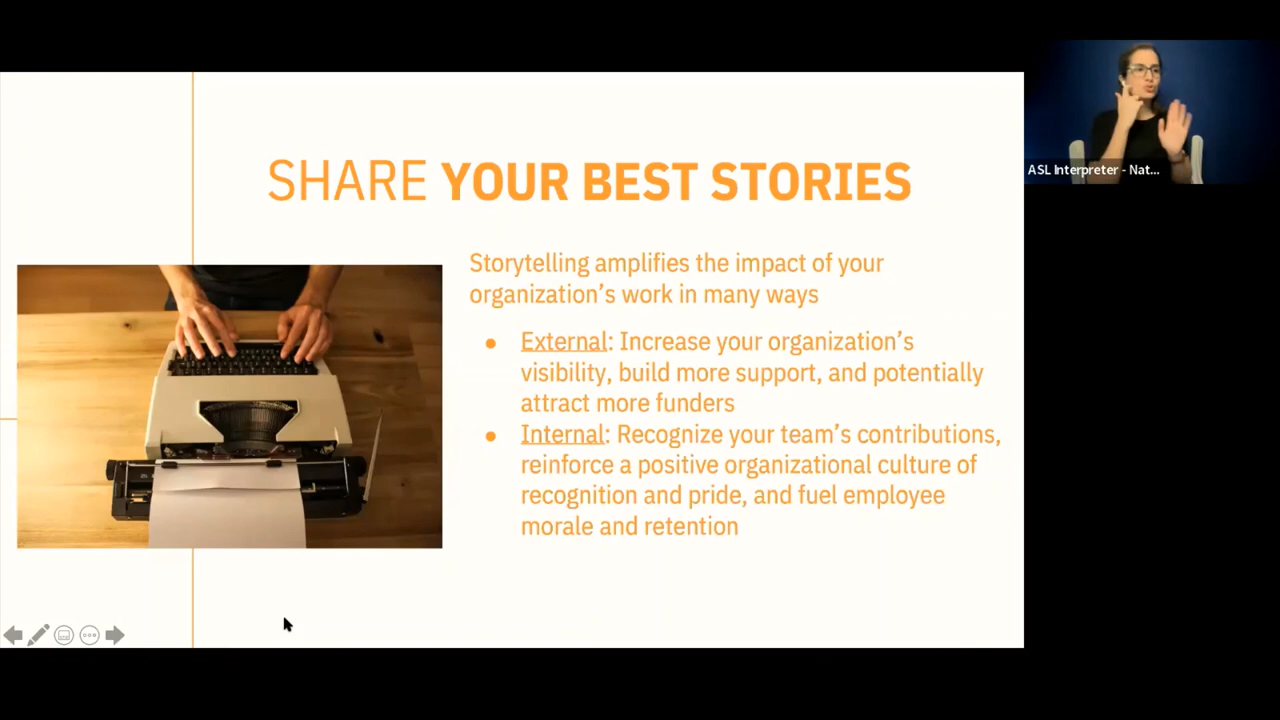 SHARE YOUR BEST STORIES
Storytelling amplifies the impact of your
organization's work in many ways
● External: Increase your organization's
visibility, build more support, and potentially
attract more funders
● Internal: Recognize your team's contributions,
reinforce a positive organizational culture of
recognition and pride, and fuel employee
morale and retention
ASL Interpreter - Nat...